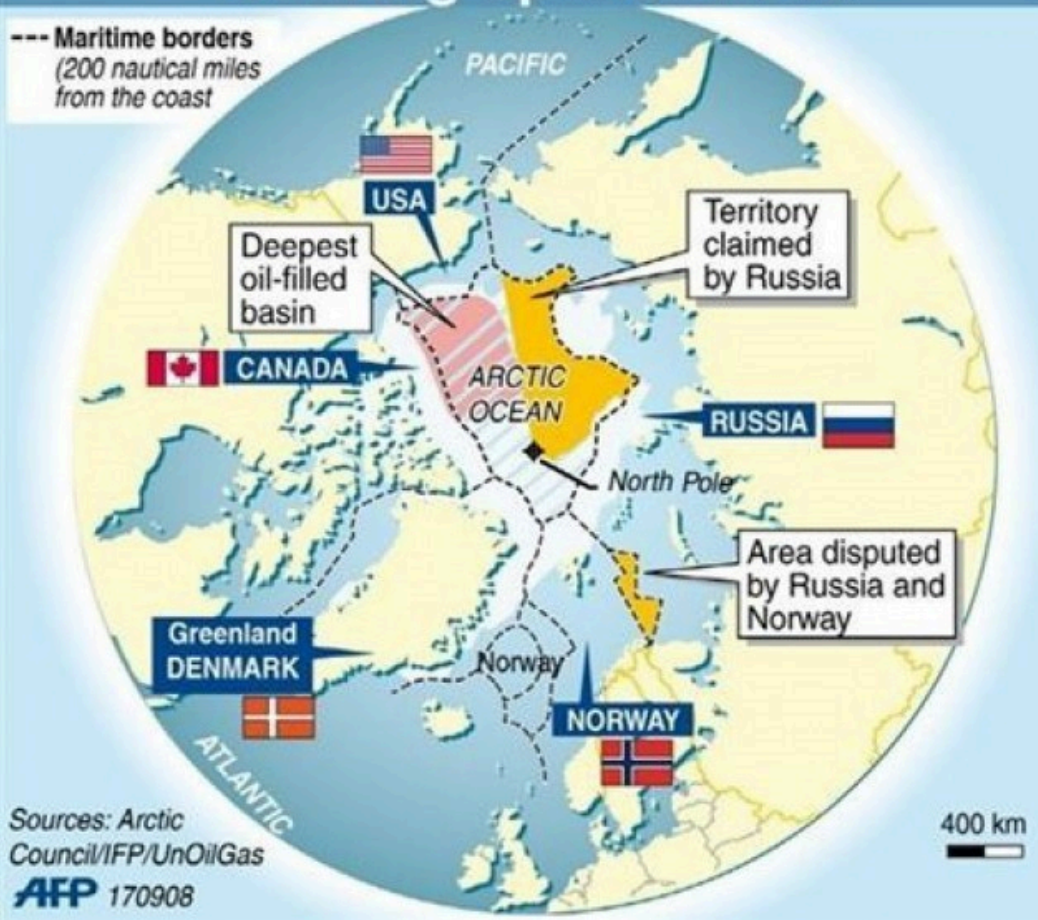 --- Maritime borders
(200 nautical miles
from the coast
PACIFIC
USA
Territory
claimed
by Russia
Deepest
oil-filled
basin
CANADA
ARCTIC
OCEAN
RUSSIA
North Pole
Area disputed
by Russia and
Norway
Greenland
DENMARK
Norway
NORWAY
ATLANTIC
Sources: Arctic
Council/IFP/UnOilGas
AFP 170908
400 km